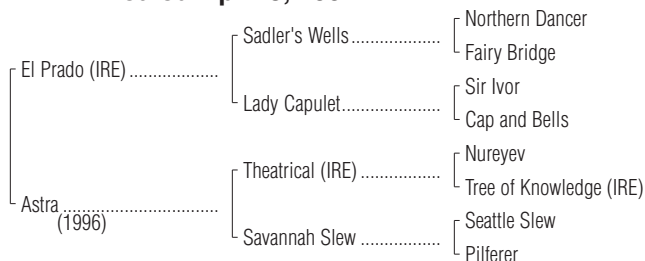 Northern Dancer
Sadler's Wells ....................
Fairy Bridge
El Prado (IRE) ....................
Sir Ivor
Lady Capulet.......................
Cap and Bells
Nureyev
Theatrical (IRE) ..................
Tree of Knowledge (IRE)
Astra .......................................
(1996)
Seattle Slew
Savannah Slew ..................
Pilferer